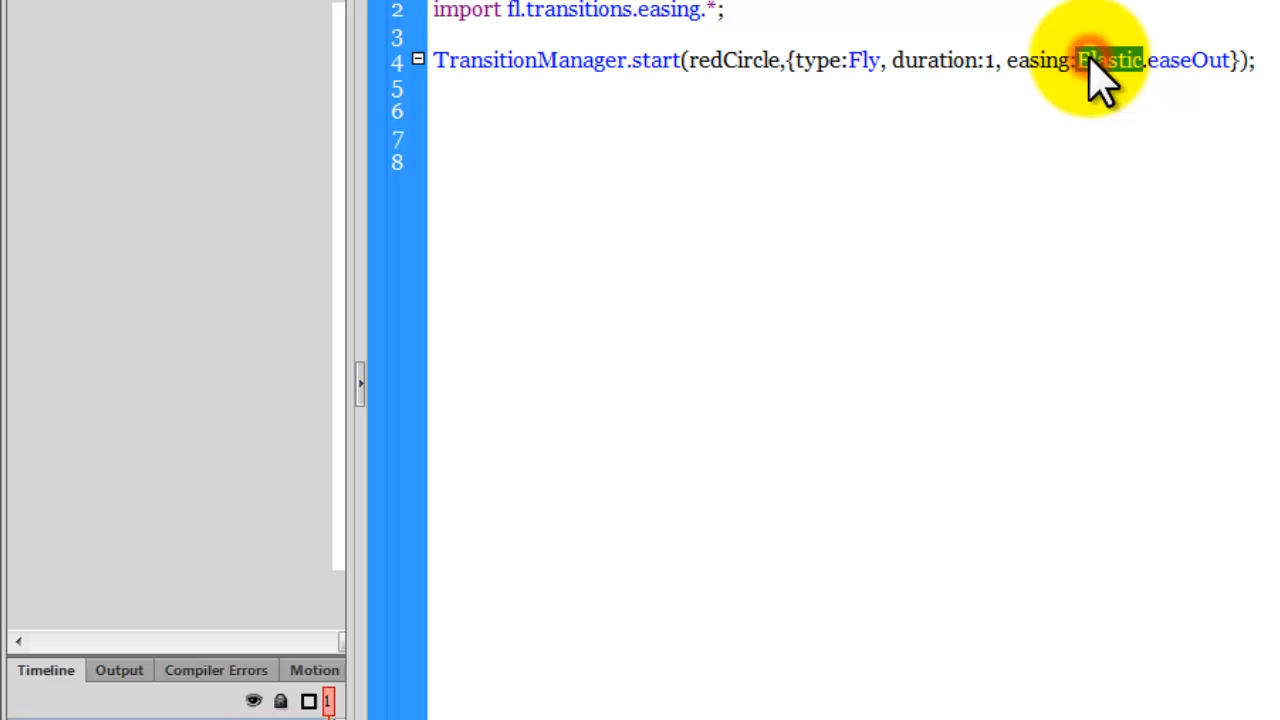 2 import fl.transitions.easing.*;
3
4 TransitionManager.start(redCircle,{type:Fly, duration:1, easing:Elastic.easeOut});
5
6
7
8
Timeline Output Compiler Errors Motion
1